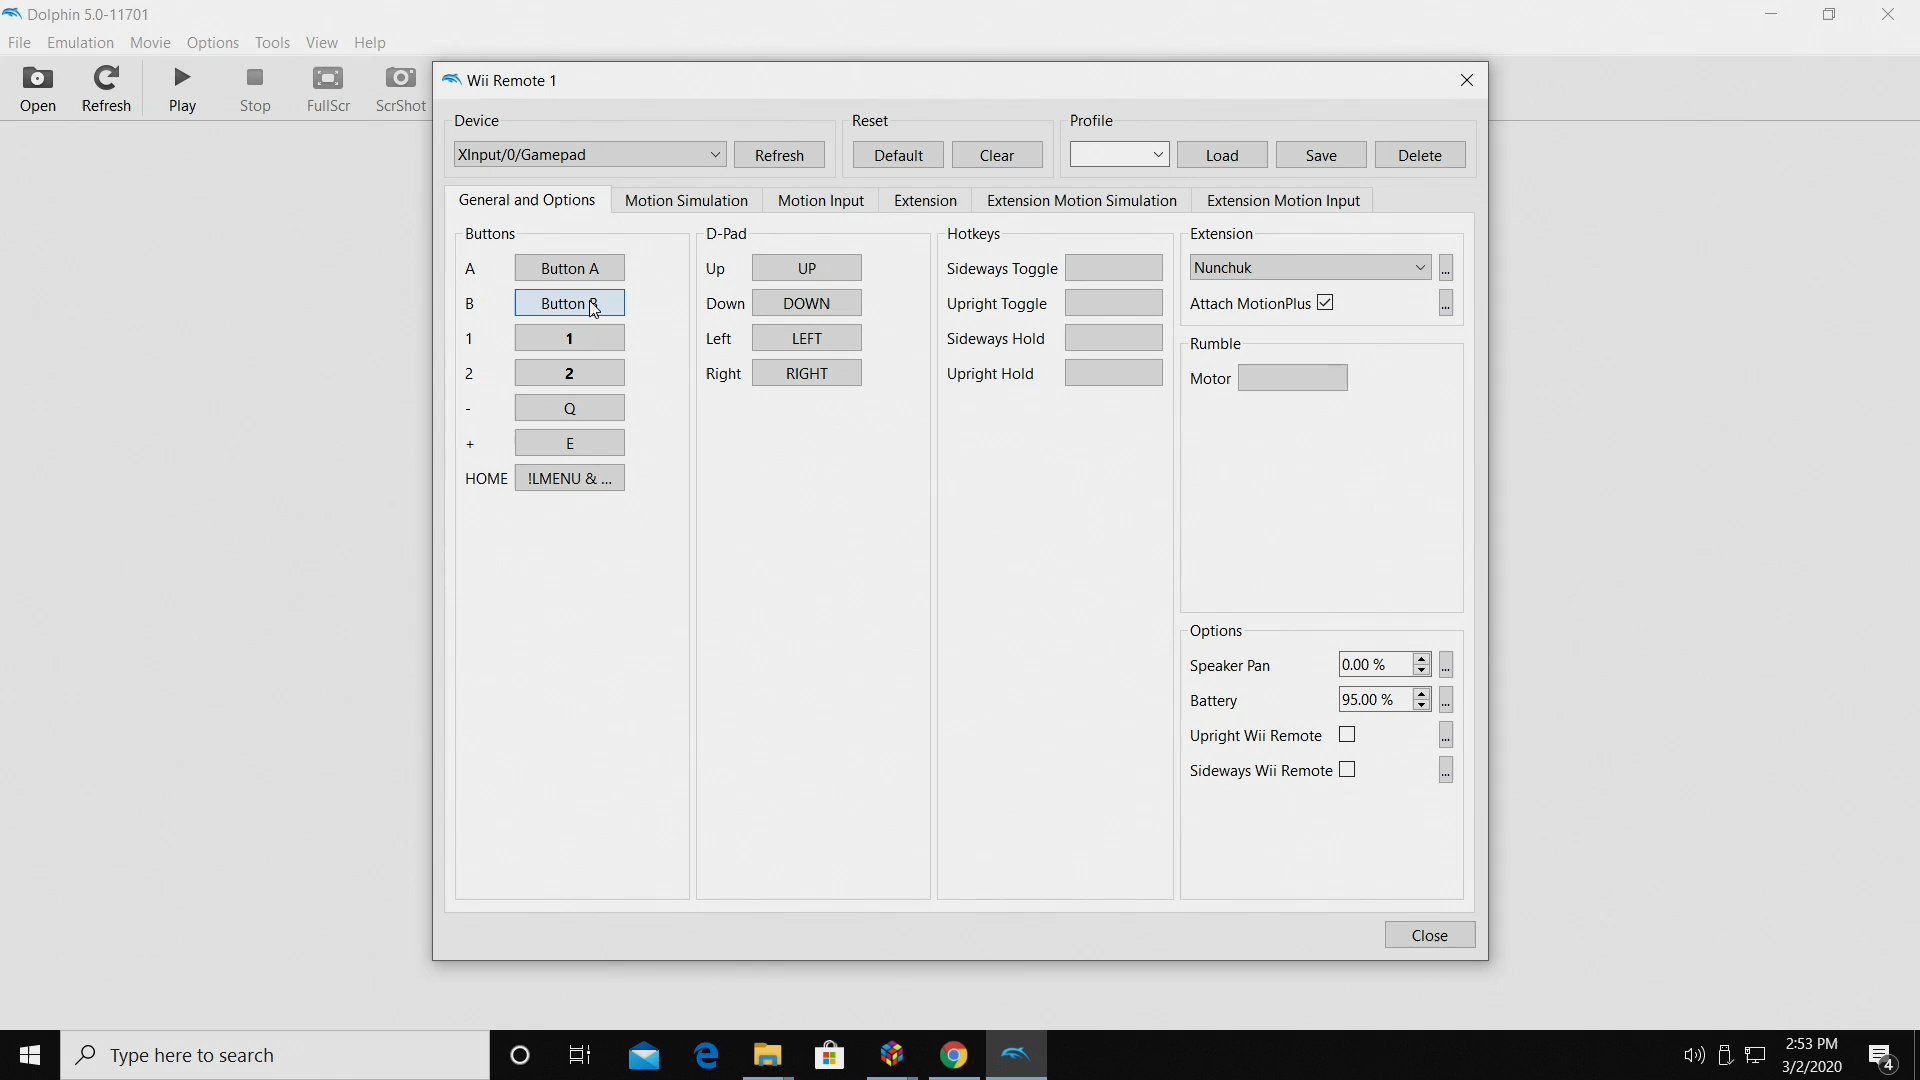 Dolphin 5.0-11701
File Emulation Movie Options Tools View Help
Open Refresh Play Stop FullScr ScrShot
Wii Remote 1
Device Reset Profile
XInput/0/Gamepad Refresh Default Clear Load Save Delete
General and Options Motion Simulation Motion Input Extension Extension Motion Simulation Extension Motion Input
Buttons
A Button A
B Button B
1 1
2 2
- Q
+ E
HOME !LMENU & ...
D-Pad
Up UP
Down DOWN
Left LEFT
Right RIGHT
Hotkeys
Sideways Toggle
Upright Toggle
Sideways Hold
Upright Hold
Extension
Nunchuk ...
Attach MotionPlus ...
Rumble
Motor
Options
Speaker Pan 0.00 % ...
Battery 95.00 % ...
Upright Wii Remote ...
Sideways Wii Remote ...
Close
Type here to search
2:53 PM
3/2/2020
4